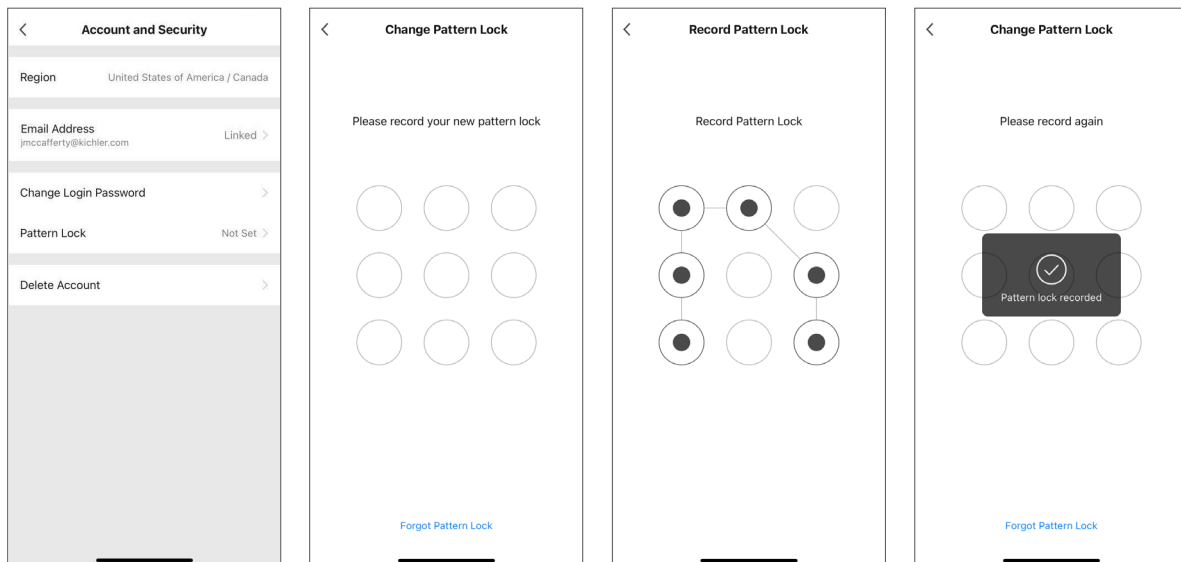 Account and Security
Region United States of America / Canada
Email Address
jmccafferty@kichler.com
Linked
Change Login Password
Pattern Lock Not Set
Delete Account
Change Pattern Lock
Please record your new pattern lock
Forgot Pattern Lock
Record Pattern Lock
Record Pattern Lock
Change Pattern Lock
Please record again
Pattern lock recorded
Forgot Pattern Lock